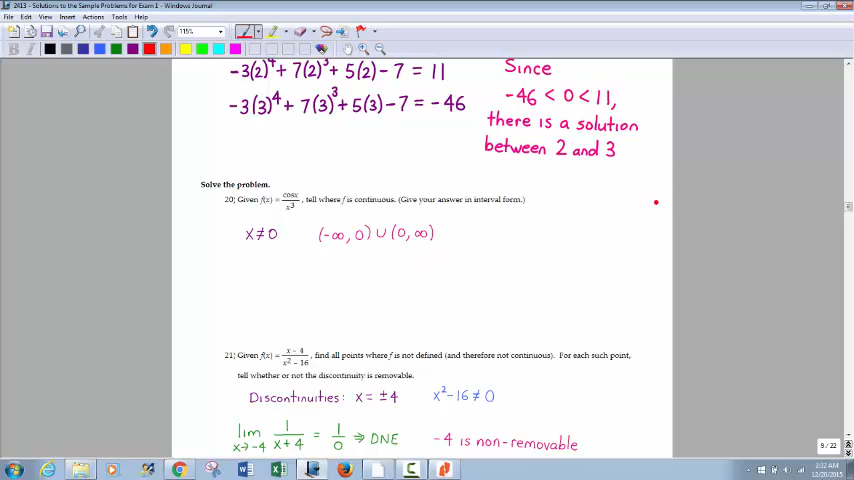 2413 - Solutions to the Sample Problems for Exam 1 - Windows Journal
File Edit View Insert Actions Tools Help
115%
B I
-3(2)^4 + 7(2)^3 + 5(2) - 7 = 11
-3(3)^4 + 7(3)^3 + 5(3) - 7 = -46
Since
-46 < 0 < 11,
there is a solution
between 2 and 3
Solve the problem.
20) Given f(x) = cosx/x^3, tell where f is continuous. (Give your answer in interval form.)
x ≠ 0 (-∞, 0) ∪ (0, ∞)
21) Given f(x) = x - 4/x^2 - 16, find all points where f is not defined (and therefore not continuous). For each such point,
tell whether or not the discontinuity is removable.
Discontinuities: x = ±4 x^2 - 16 ≠ 0
lim x→-4 1/x+4 = 1/0 ⇒ DNE -4 is non-removable
9 / 22
2:32 AM
12/20/2015